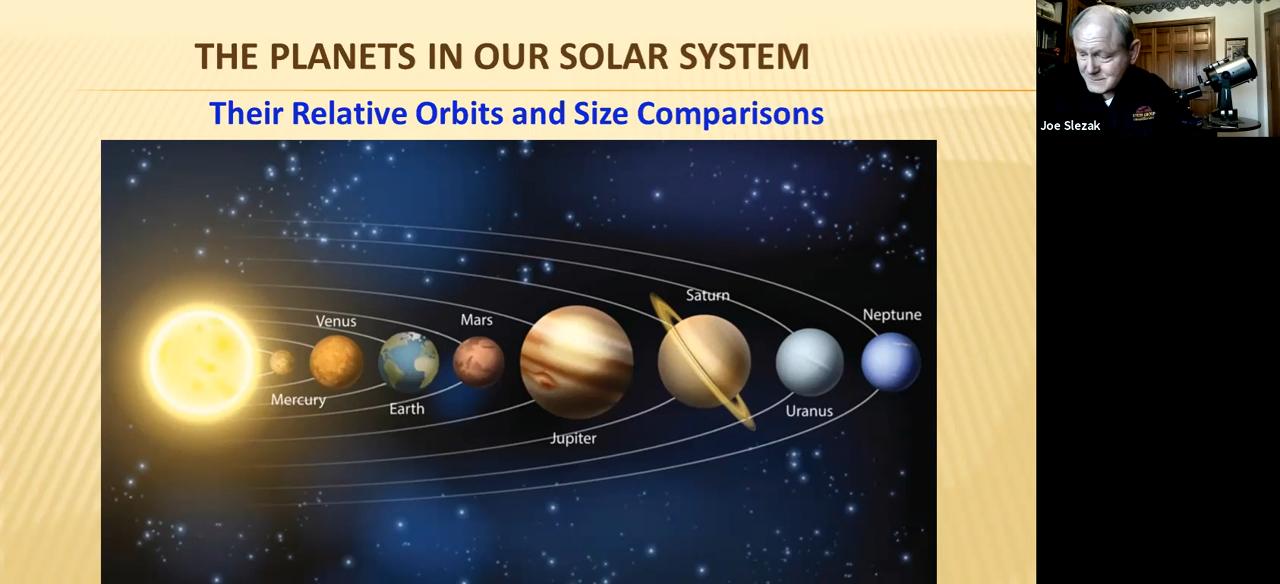 THE PLANETS IN OUR SOLAR SYSTEM
Their Relative Orbits and Size Comparisons
Joe Slezak
Saturn
Neptune
Venus
Mars
Mercury
Earth
Uranus
Jupiter